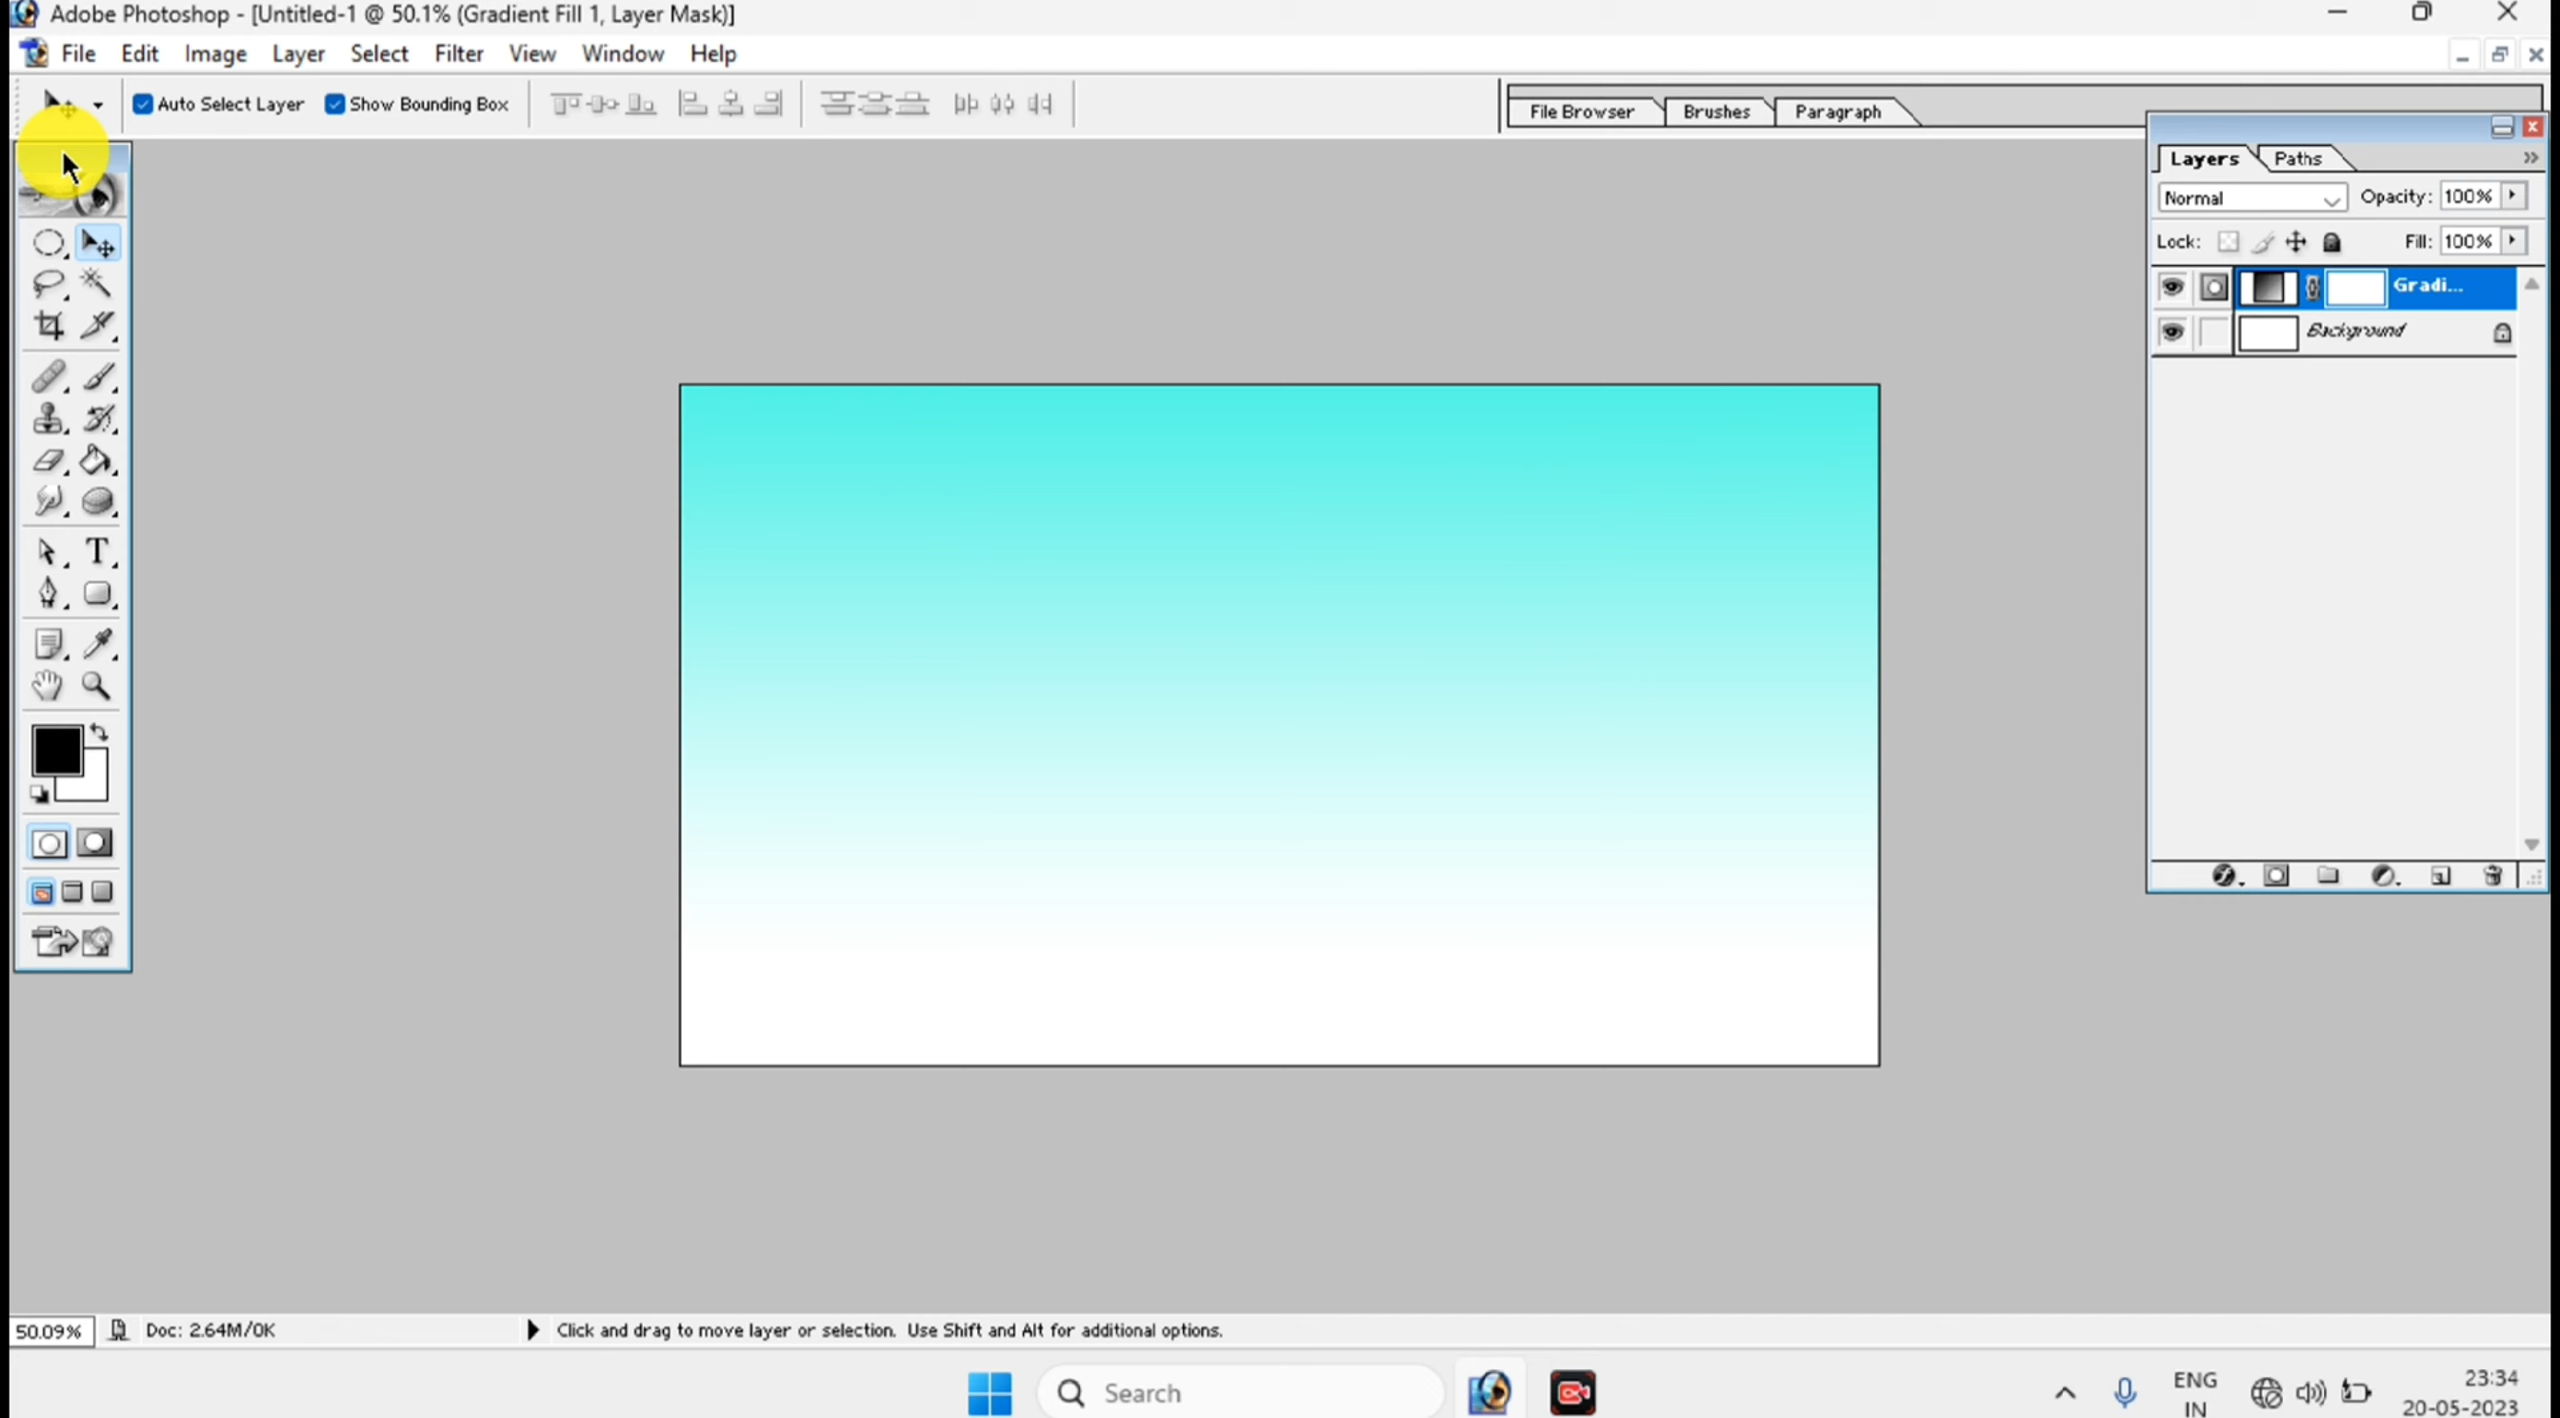 Adobe Photoshop - [Untitled-1 @ 50.1% (Gradient Fill 1, Layer Mask)]
File Edit Image Layer Select Filter View Window Help
Auto Select Layer Show Bounding Box
File Browser Brushes Paragraph
Layers Paths
Normal Opacity: 100%
Lock: Fill: 100%
Gradi...
Background
T
50.09% Doc: 2.64M/0K Click and drag to move layer or selection. Use Shift and Alt for additional options.
Search
ENG
IN
23:34
20-05-2023